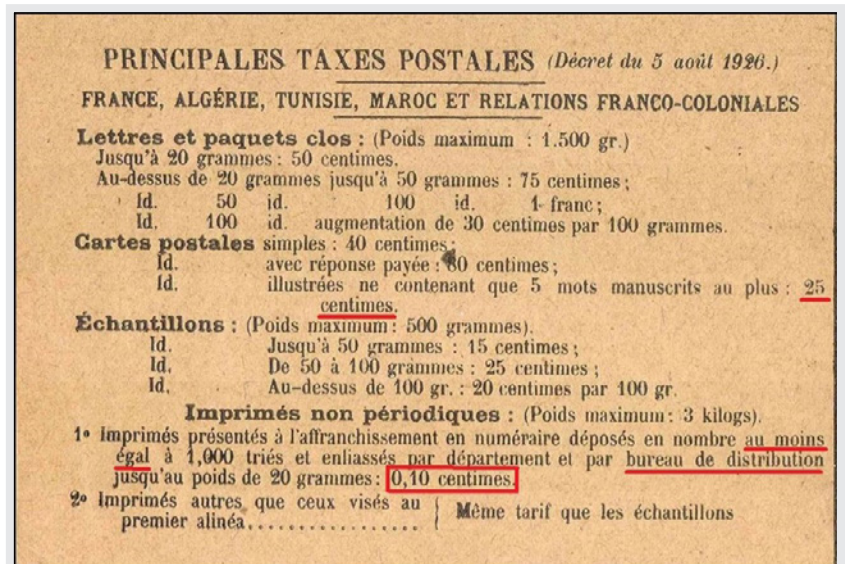 PRINCIPALES TAXES POSTALES (Décret du 5 août 1926.)
FRANCE, ALGÉRIE, TUNISIE, MAROC ET RELATIONS FRANCO-COLONIALES
Lettres et paquets clos : (Poids maximum : 1.500 gr.)
Jusqu'à 20 grammes : 50 centimes.
Au-dessus de 20 grammes jusqu'à 50 grammes : 75 centimes ;
Id. 50 id. 100 id. 1 franc ;
Id. 100 id. augmentation de 30 centimes par 100 grammes.
Cartes postales simples : 40 centimes ;
Id. avec réponse payée : 80 centimes ;
Id. illustrées ne contenant que 5 mots manuscrits au plus : 25
centimes.
Échantillons : (Poids maximum : 500 grammes).
Id. Jusqu'à 50 grammes : 15 centimes ;
Id. De 50 à 100 grammes : 25 centimes ;
Id. Au-dessus de 100 gr. : 20 centimes par 100 gr.
Imprimés non périodiques : (Poids maximum : 3 kilogs).
1º Imprimés présentés à l'affranchissement en numéraire déposés en nombre au moins
égal à 1,000 triés et enliassés par département et par bureau de distribution
jusqu'au poids de 20 grammes : 0,10 centimes.
2º Imprimés autres que ceux visés au
premier alinéa................ { Même tarif que les échantillons